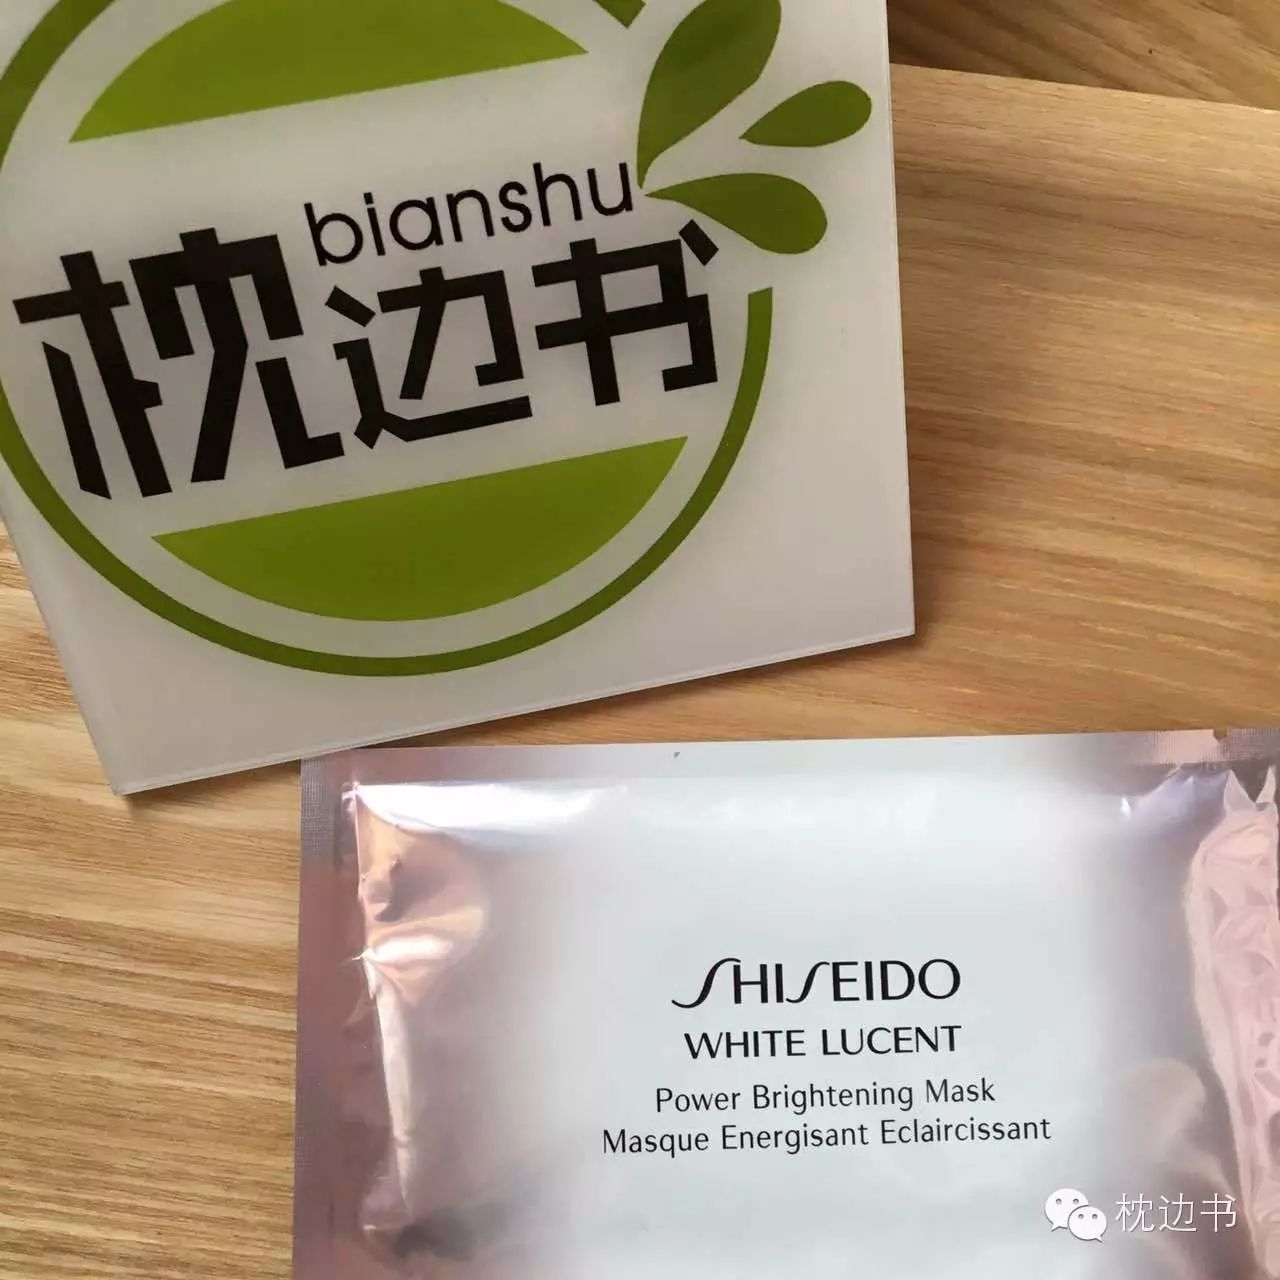 bianshu
枕边书
SHISEIDO
WHITE LUCENT
Power Brightening Mask
Masque Energisant Eclaircissant
枕边书